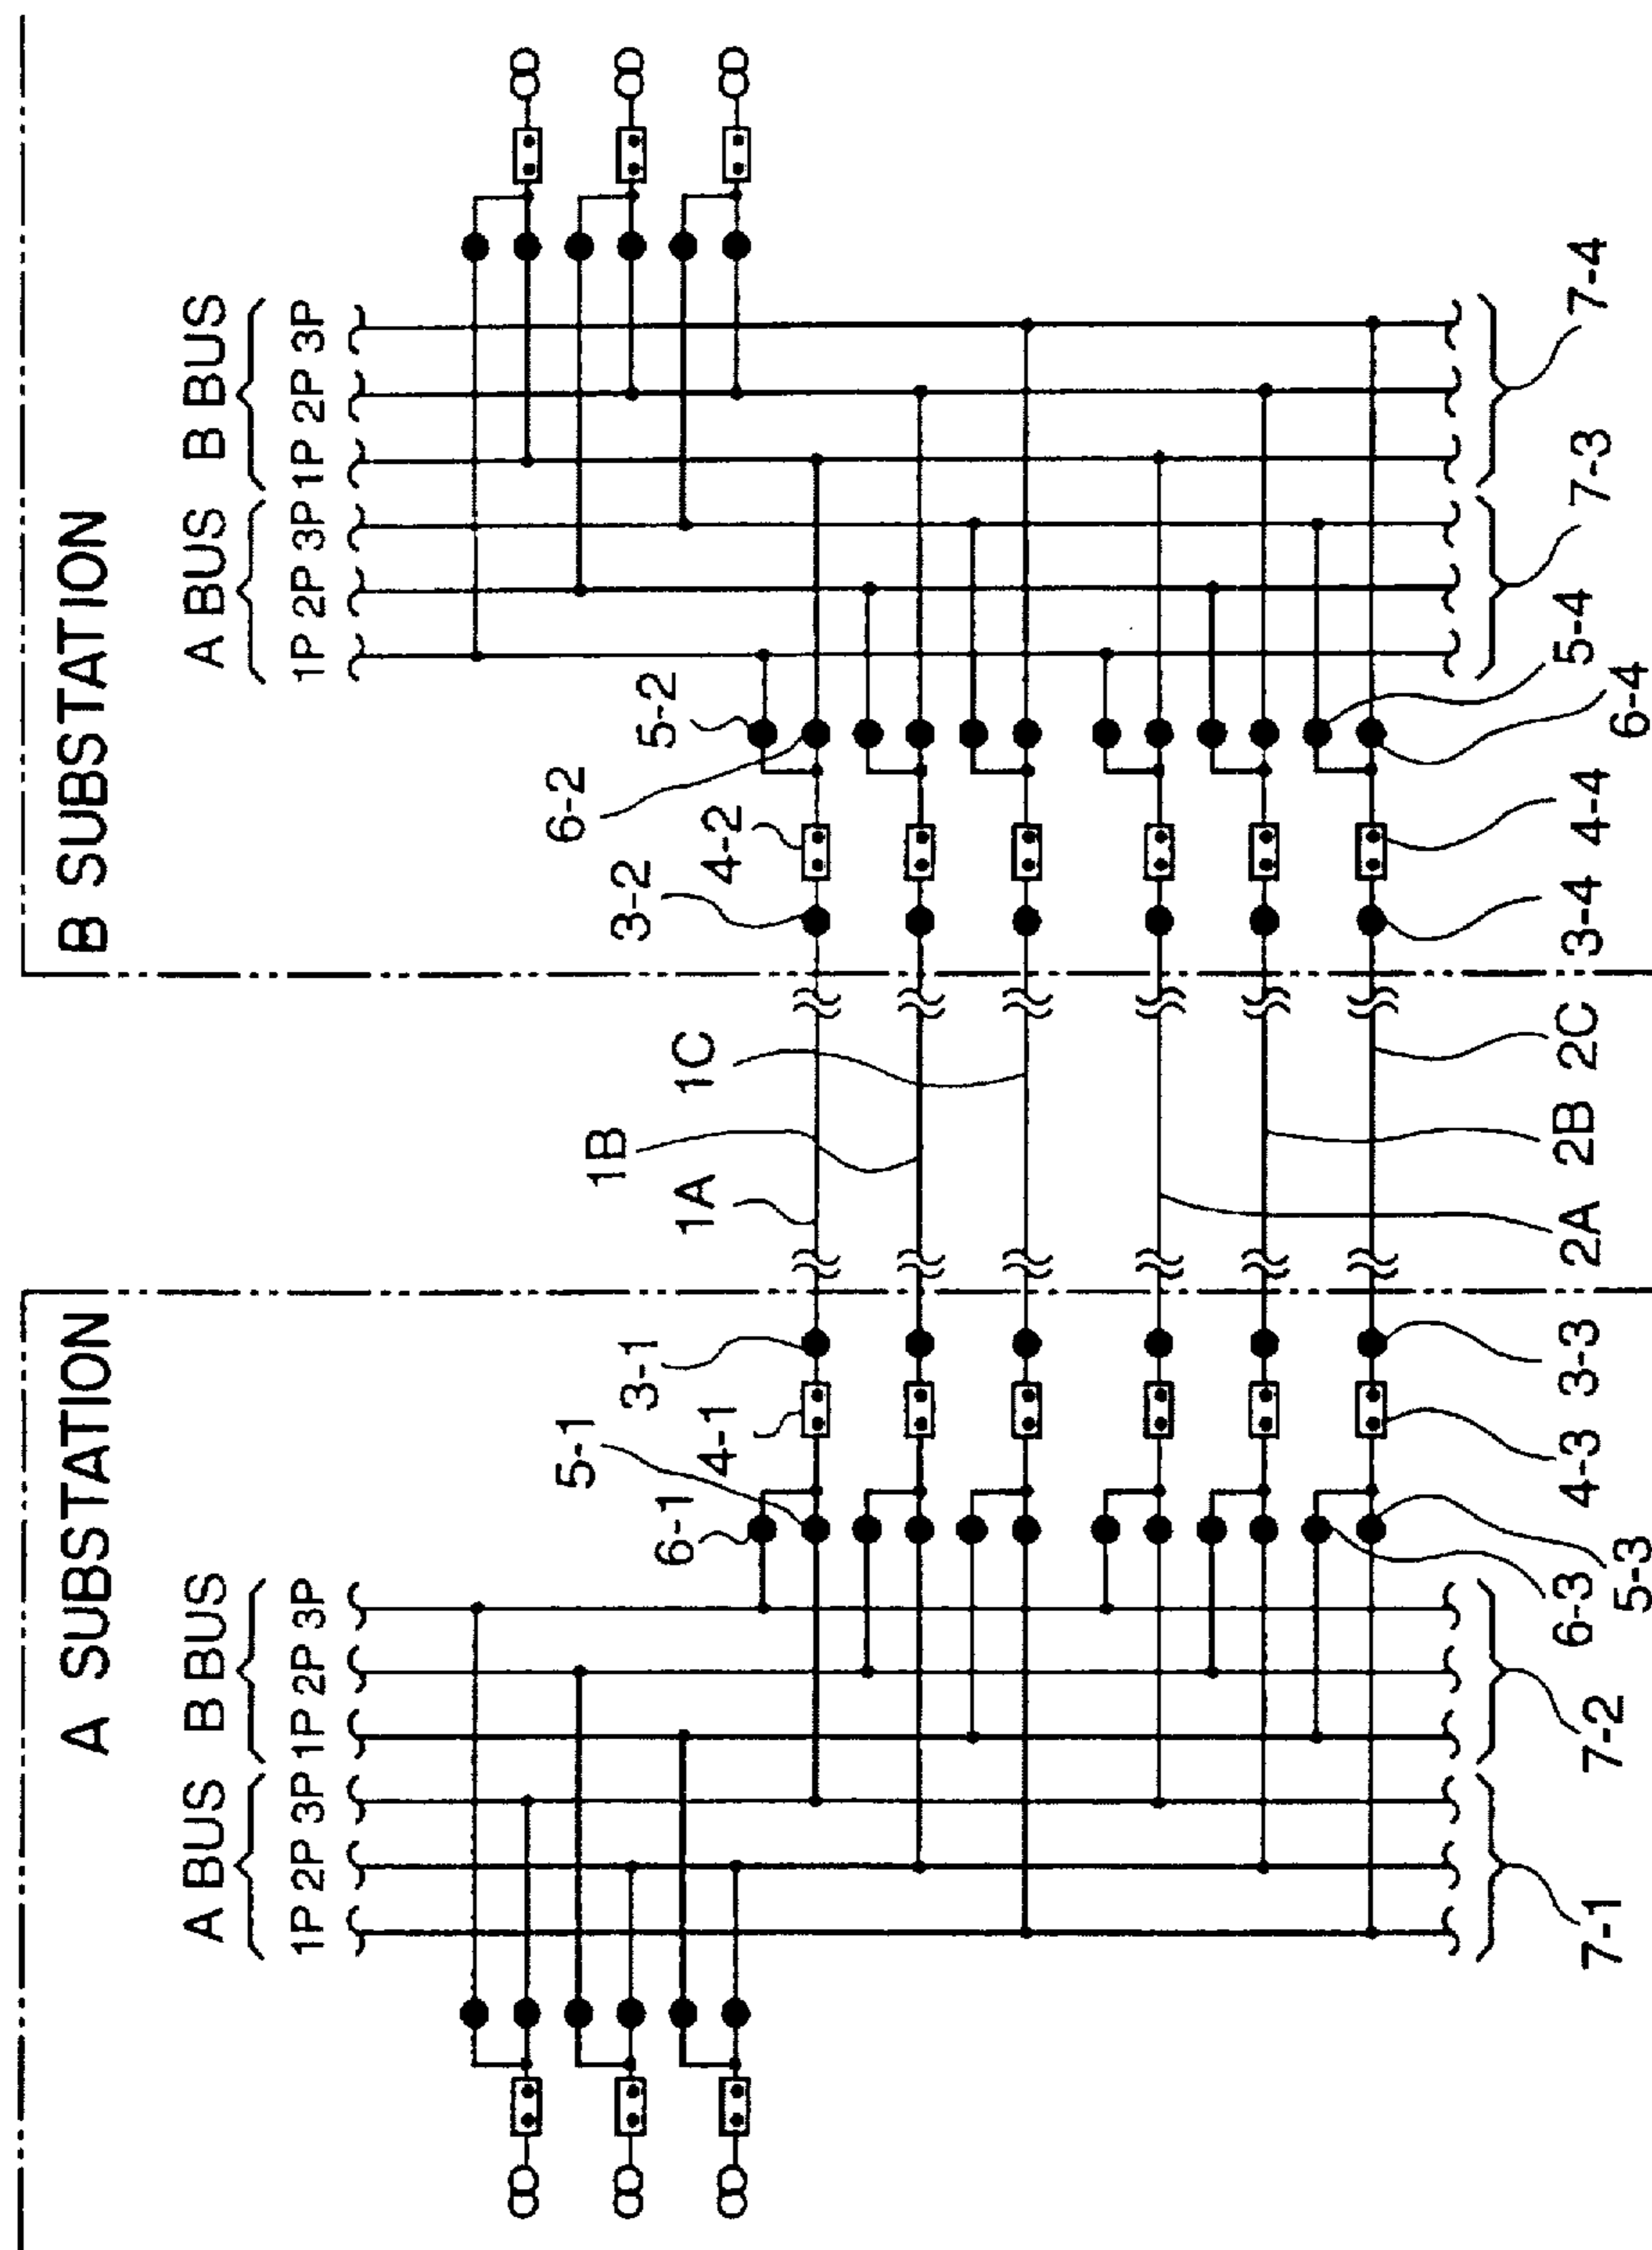 A SUBSTATION
B SUBSTATION
A BUS B BUS
A BUS B BUS
1P 2P 3P 1P 2P 3P
1P 2P 3P 1P 2P 3P
5-1
3-1
6-1
4-1
1B
1A
1C
6-2
3-2
5-2
4-2
7-1
7-2
6-3
5-3
4-3
3-3
2A
2B
2C
3-4
4-4
6-4
5-4
7-3
7-4